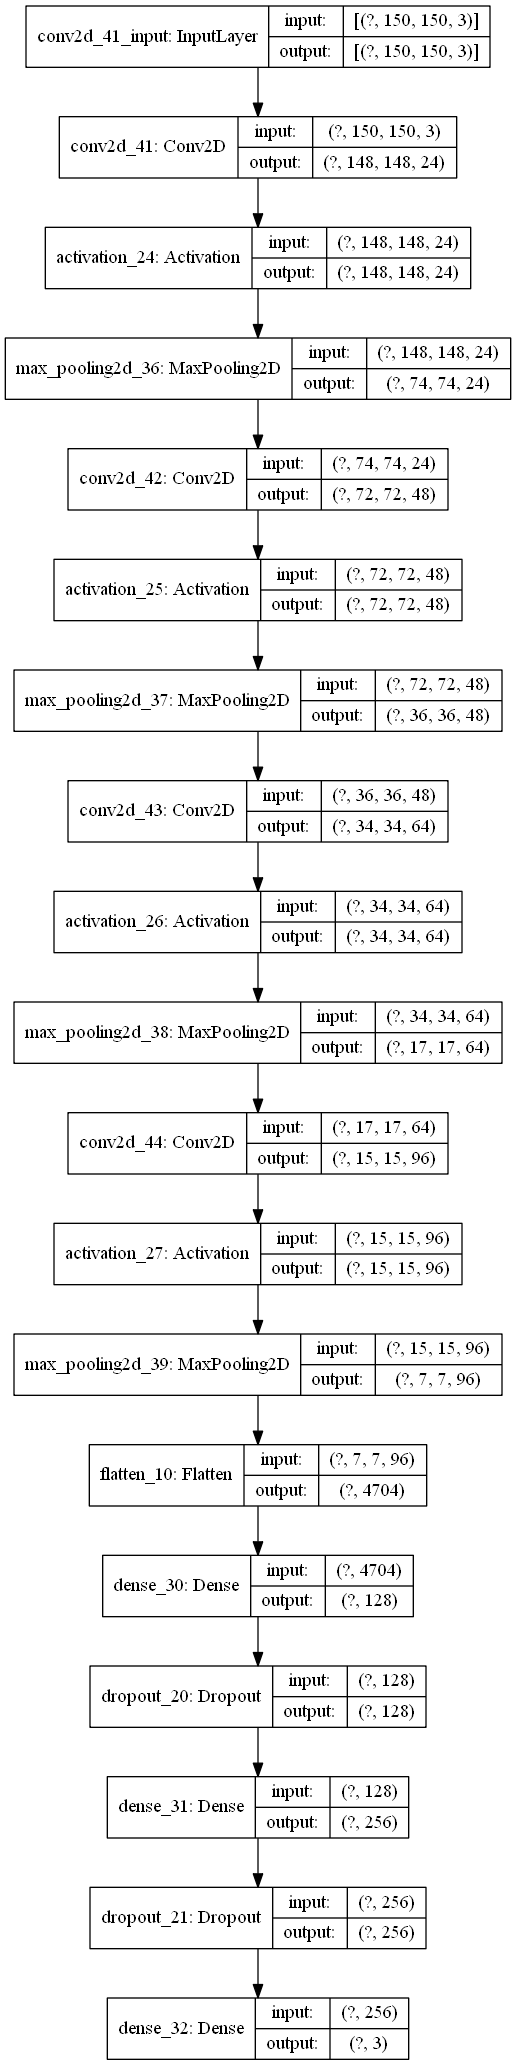 conv2d_41_input: InputLayer
input: [(?, 150, 150, 3)]
output: [(?, 150, 150, 3)]
conv2d_41: Conv2D
input: (?, 150, 150, 3)
output: (?, 148, 148, 24)
activation_24: Activation
input: (?, 148, 148, 24)
output: (?, 148, 148, 24)
max_pooling2d_36: MaxPooling2D
input: (?, 148, 148, 24)
output: (?, 74, 74, 24)
conv2d_42: Conv2D
input: (?, 74, 74, 24)
output: (?, 72, 72, 48)
activation_25: Activation
input: (?, 72, 72, 48)
output: (?, 72, 72, 48)
max_pooling2d_37: MaxPooling2D
input: (?, 72, 72, 48)
output: (?, 36, 36, 48)
conv2d_43: Conv2D
input: (?, 36, 36, 48)
output: (?, 34, 34, 64)
activation_26: Activation
input: (?, 34, 34, 64)
output: (?, 34, 34, 64)
max_pooling2d_38: MaxPooling2D
input: (?, 34, 34, 64)
output: (?, 17, 17, 64)
conv2d_44: Conv2D
input: (?, 17, 17, 64)
output: (?, 15, 15, 96)
activation_27: Activation
input: (?, 15, 15, 96)
output: (?, 15, 15, 96)
max_pooling2d_39: MaxPooling2D
input: (?, 15, 15, 96)
output: (?, 7, 7, 96)
flatten_10: Flatten
input: (?, 7, 7, 96)
output: (?, 4704)
dense_30: Dense
input: (?, 4704)
output: (?, 128)
dropout_20: Dropout
input: (?, 128)
output: (?, 128)
dense_31: Dense
input: (?, 128)
output: (?, 256)
dropout_21: Dropout
input: (?, 256)
output: (?, 256)
dense_32: Dense
input: (?, 256)
output: (?, 3)